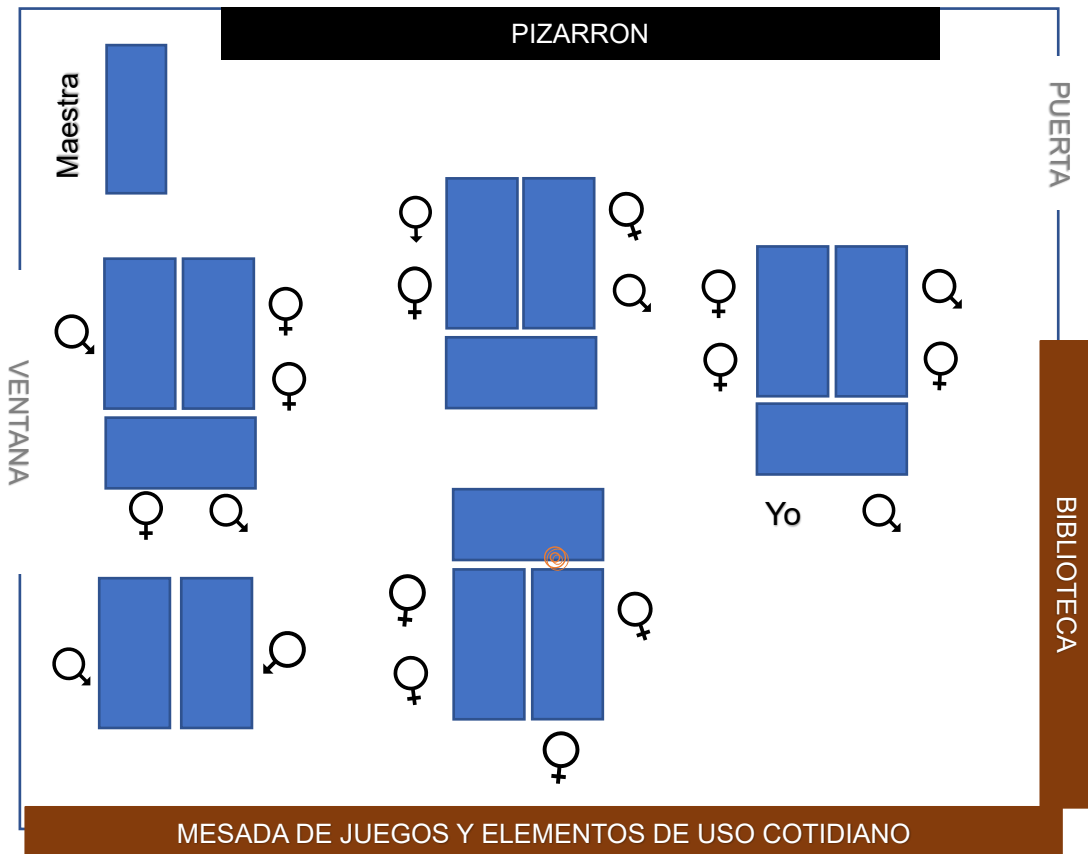 PIZARRON
Maestra
PUERTA
VENTANA
Yo
BIBLIOTECA
MESADA DE JUEGOS Y ELEMENTOS DE USO COTIDIANO